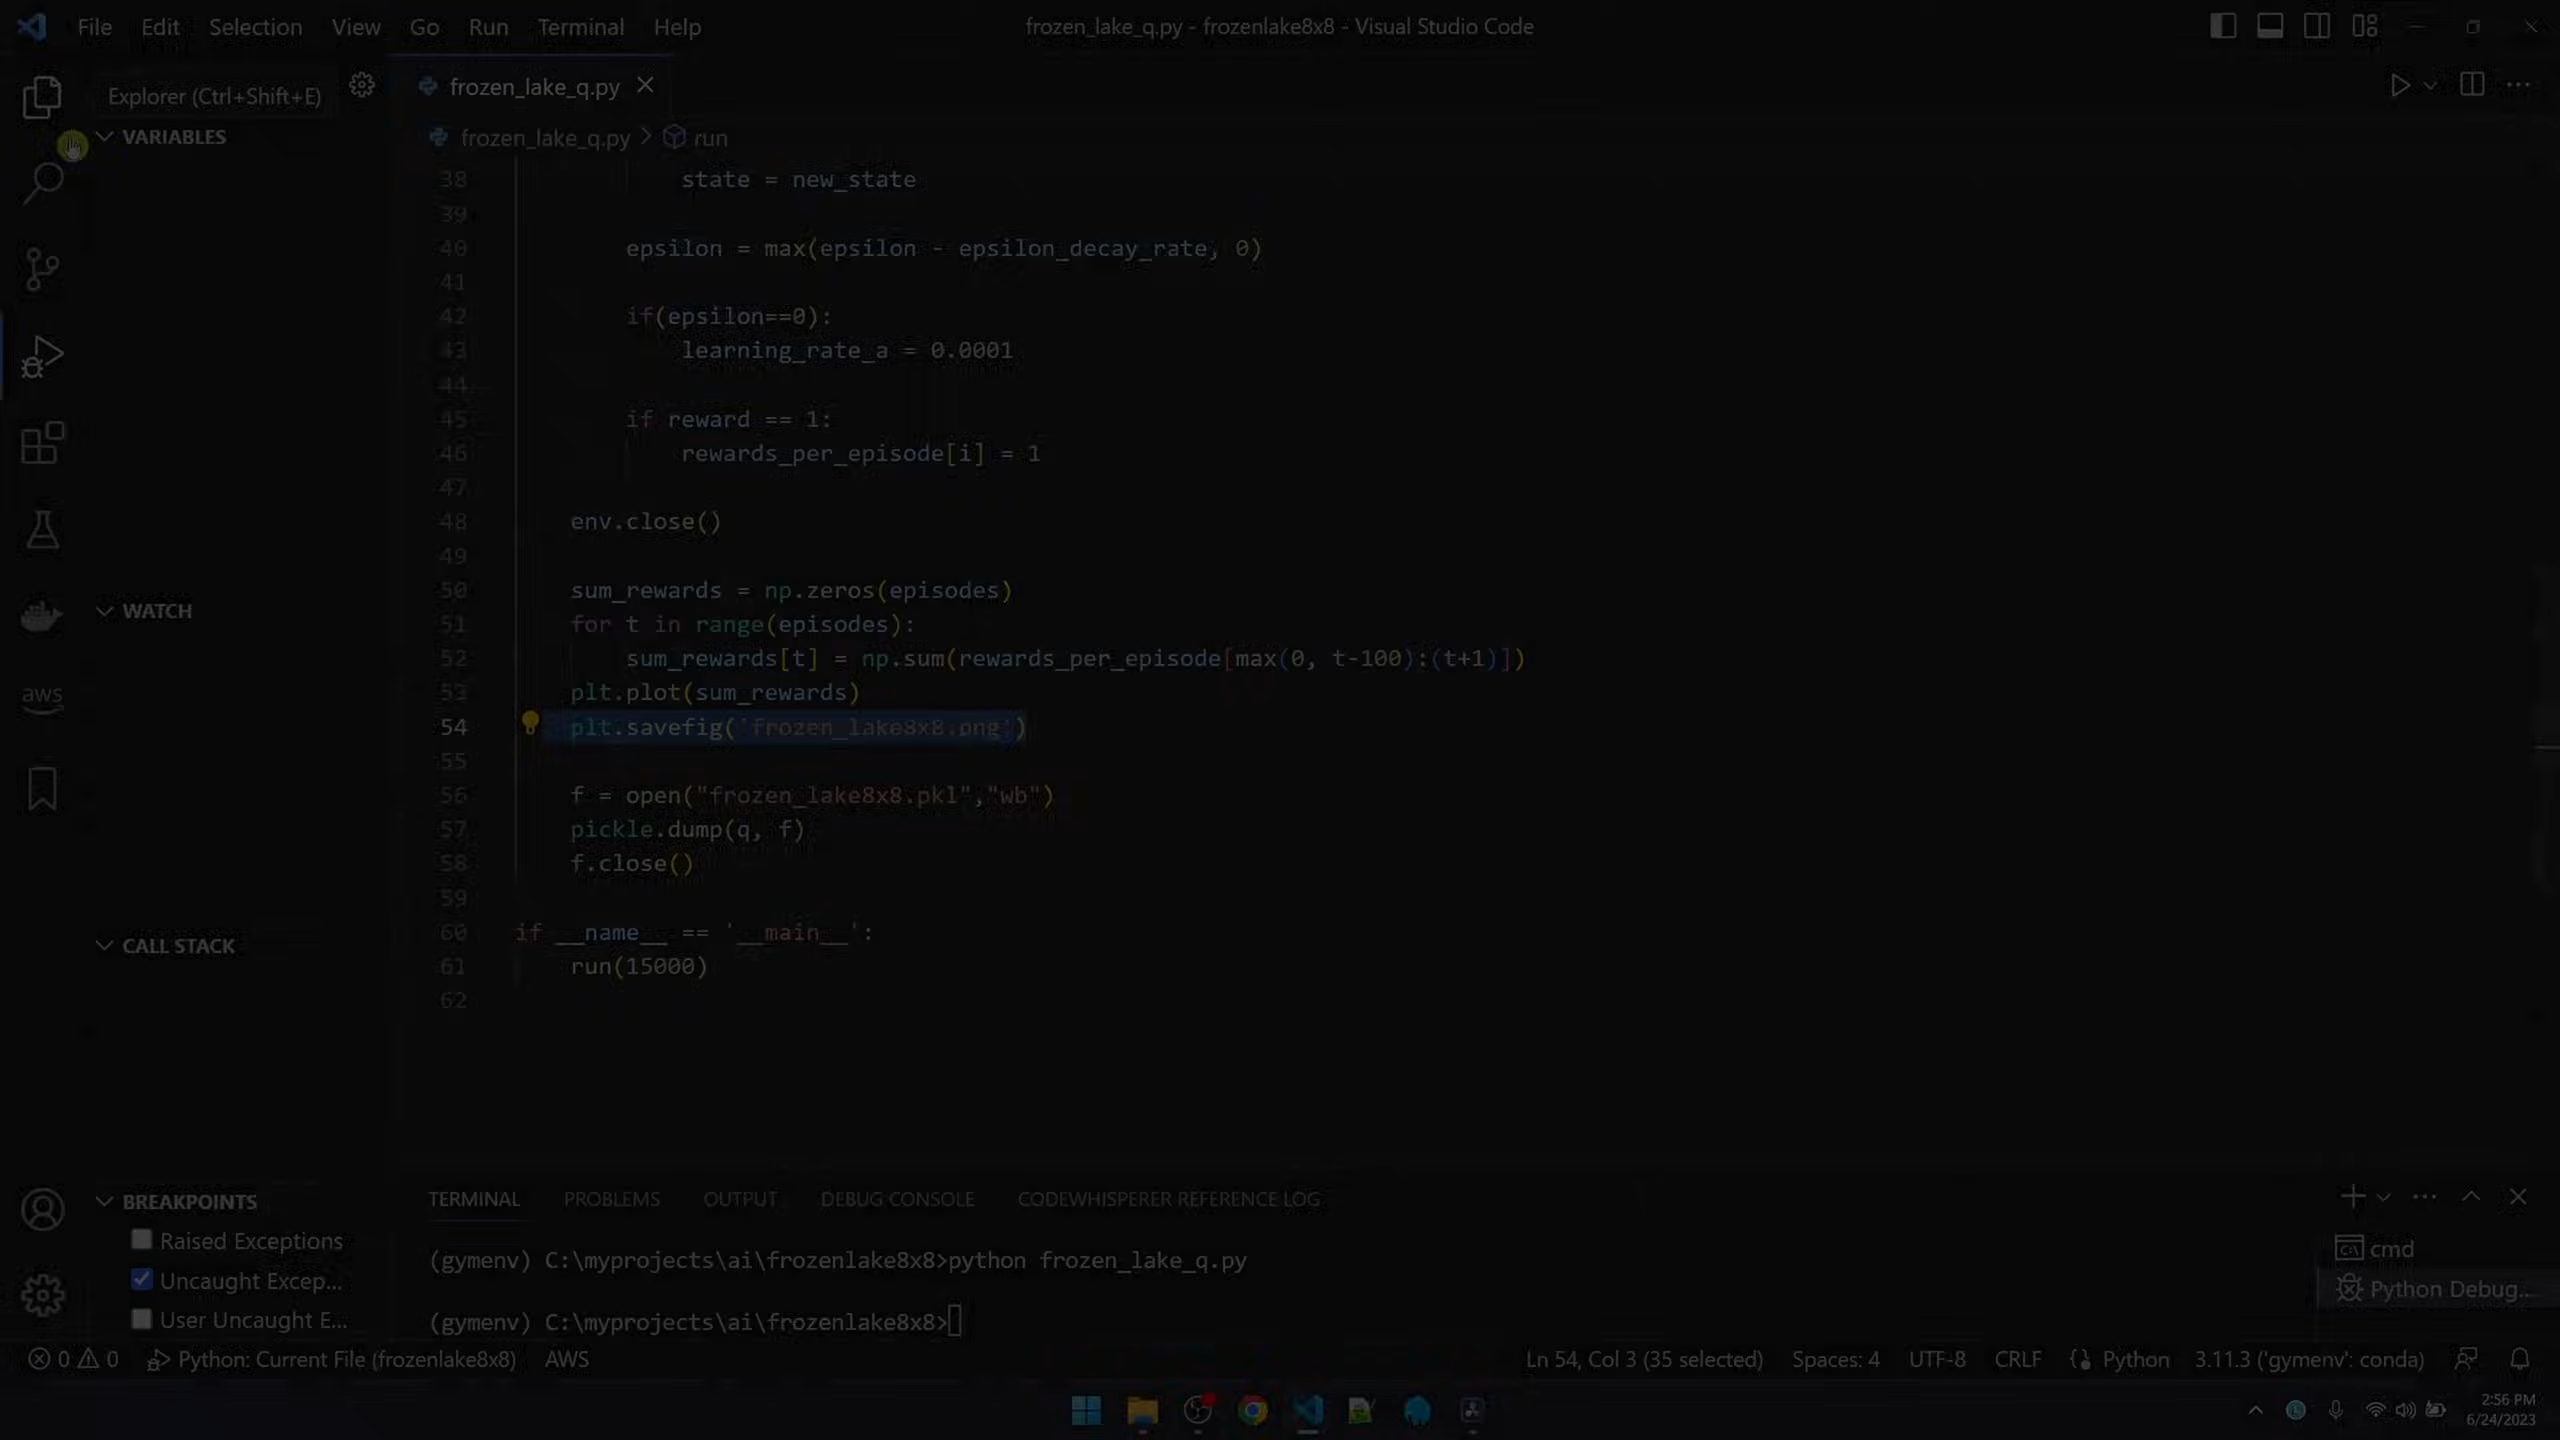 File Edit Selection View Go Run Terminal Help
frozen_lake_q.py - frozenlake8x8 - Visual Studio Code
Explorer (Ctrl+Shift+E)
frozen_lake_q.py
VARIABLES
frozen_lake_q.py > run
38 state = new_state
39
40 epsilon = max(epsilon - epsilon_decay_rate, 0)
41
42 if(epsilon==0):
43 learning_rate_a = 0.0001
44
45 if reward == 1:
46 rewards_per_episode[i] = 1
47
48 env.close()
49
50 sum_rewards = np.zeros(episodes)
51 for t in range(episodes):
52 sum_rewards[t] = np.sum(rewards_per_episode[max(0, t-100):(t+1)])
53 plt.plot(sum_rewards)
54 plt.savefig('frozen_lake8x8.png')
55
56 f = open("frozen_lake8x8.pkl","wb")
57 pickle.dump(q, f)
58 f.close()
59
60 if __name__ == '__main__':
61 run(15000)
62
aws
WATCH
CALL STACK
BREAKPOINTS
Raised Exceptions
Uncaught Excep...
User Uncaught E...
TERMINAL PROBLEMS OUTPUT DEBUG CONSOLE CODEWHISPERER REFERENCE LOG
(gymenv) C:\myprojects\ai\frozenlake8x8>python frozen_lake_q.py
(gymenv) C:\myprojects\ai\frozenlake8x8>
cmd
Python Debug...
0 0 Python: Current File (frozenlake8x8) AWS
Ln 54, Col 3 (35 selected) Spaces: 4 UTF-8 CRLF Python 3.11.3 ('gymenv': conda)
2:56 PM
6/24/2023